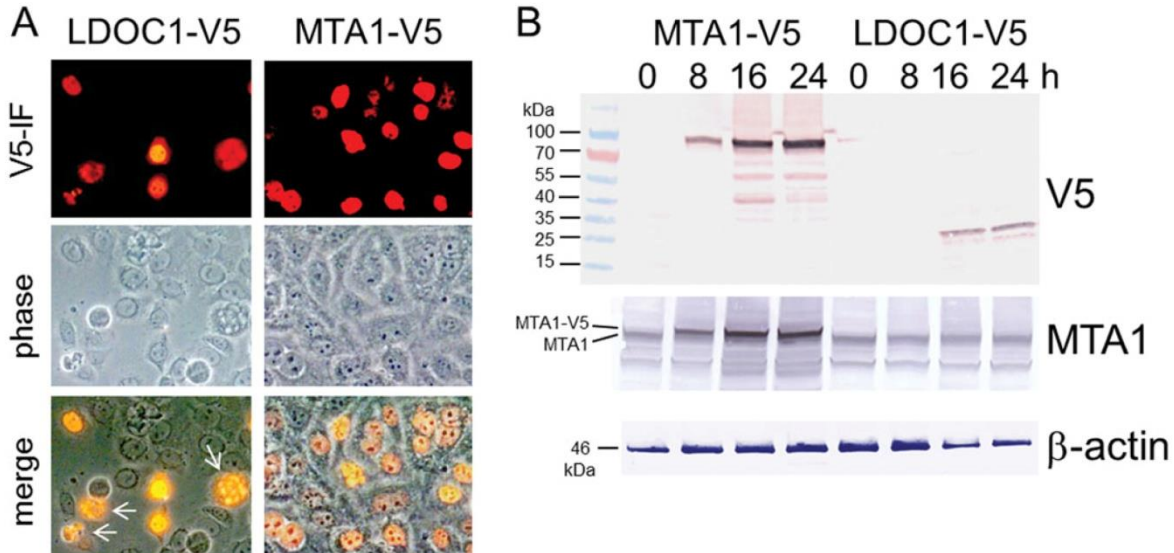 A
LDOC1-V5 MTA1-V5
V5-IF
phase
merge
B
MTA1-V5 LDOC1-V5
0 8 16 24 0 8 16 24 h
kDa
100
70
55
40
35
25
15
V5
MTA1-V5
MTA1
MTA1
46
kDa
β-actin